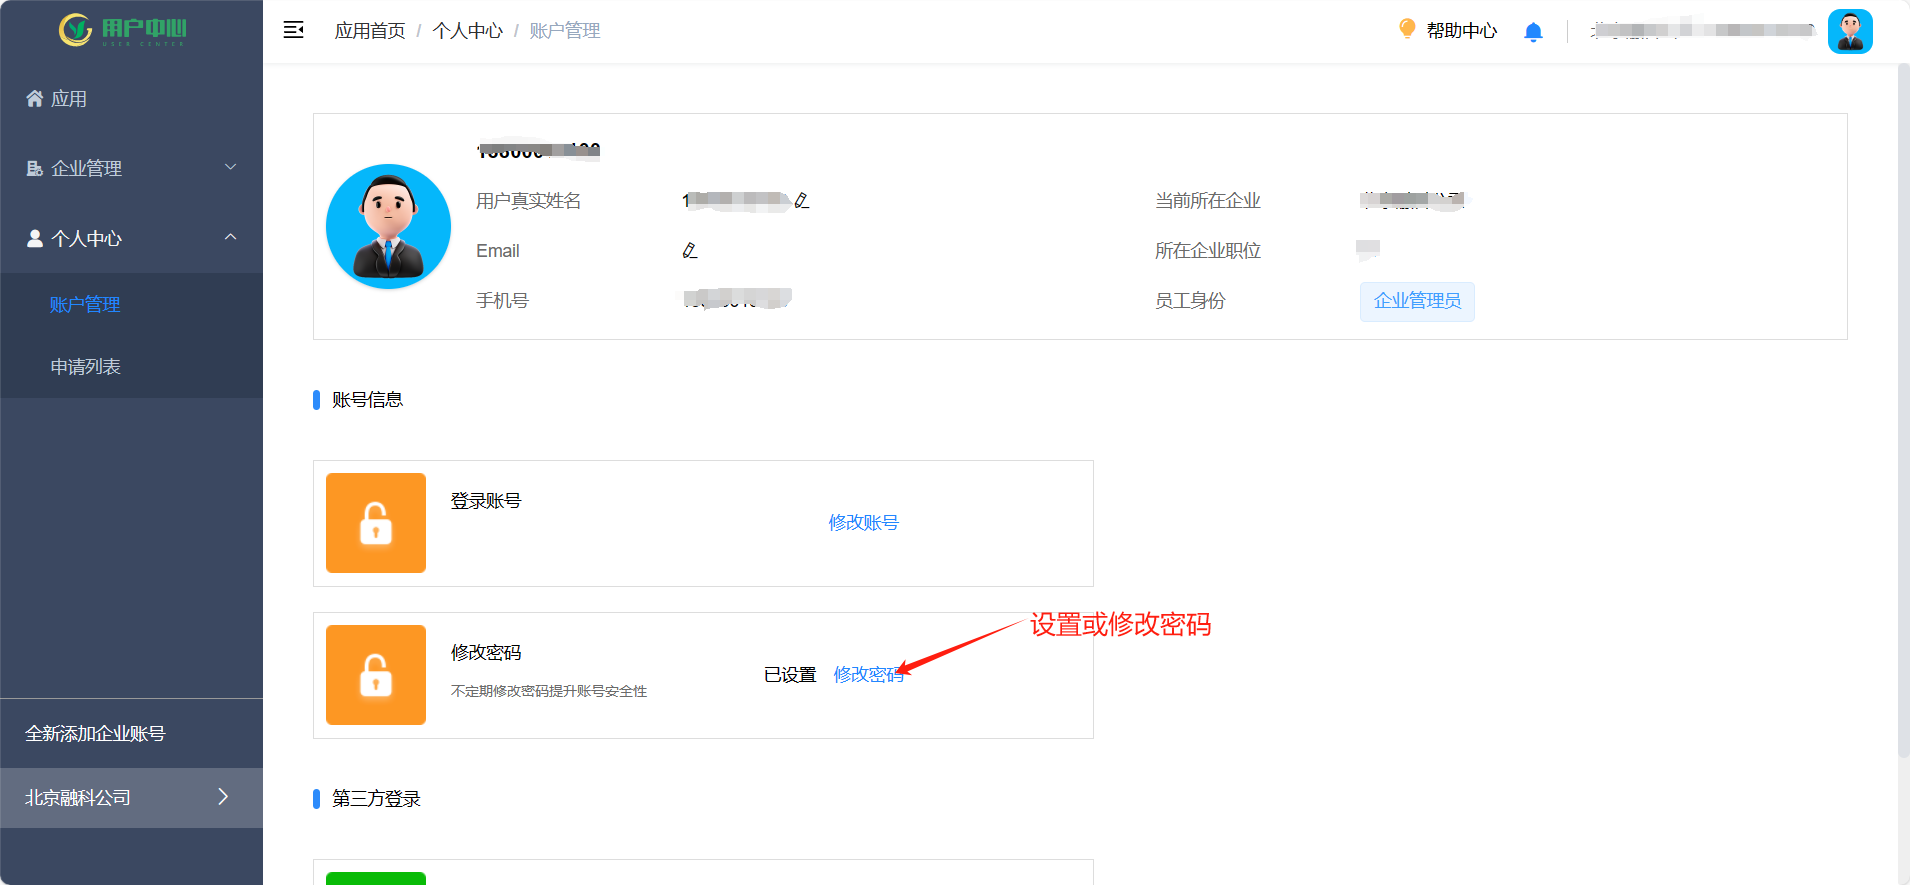 用户中心
USER CENTER
应用首页 / 个人中心 / 账户管理
帮助中心
应用
企业管理
个人中心
账户管理
申请列表
全新添加企业账号
北京融科公司
用户真实姓名
当前所在企业
Email
所在企业职位
手机号
员工身份
企业管理员
账号信息
登录账号
修改账号
设置或修改密码
修改密码
已设置 修改密码
不定期修改密码提升账号安全性
第三方登录